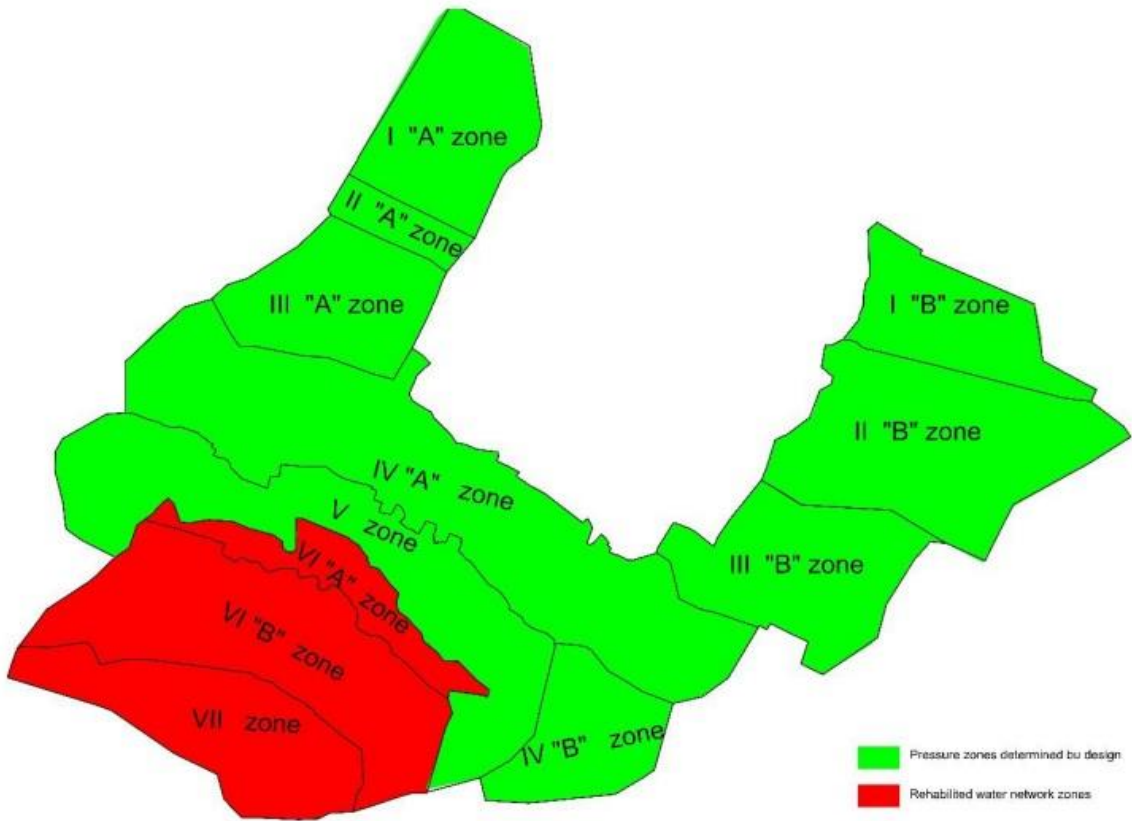 I "A" zone
II "A" zone
III "A" zone
I "B" zone
II "B" zone
IV "A" zone
V zone
III "B" zone
VI "A" zone
VI "B" zone
VII zone
IV "B" zone
Pressure zones determined bu design
Rehabilited water network zones